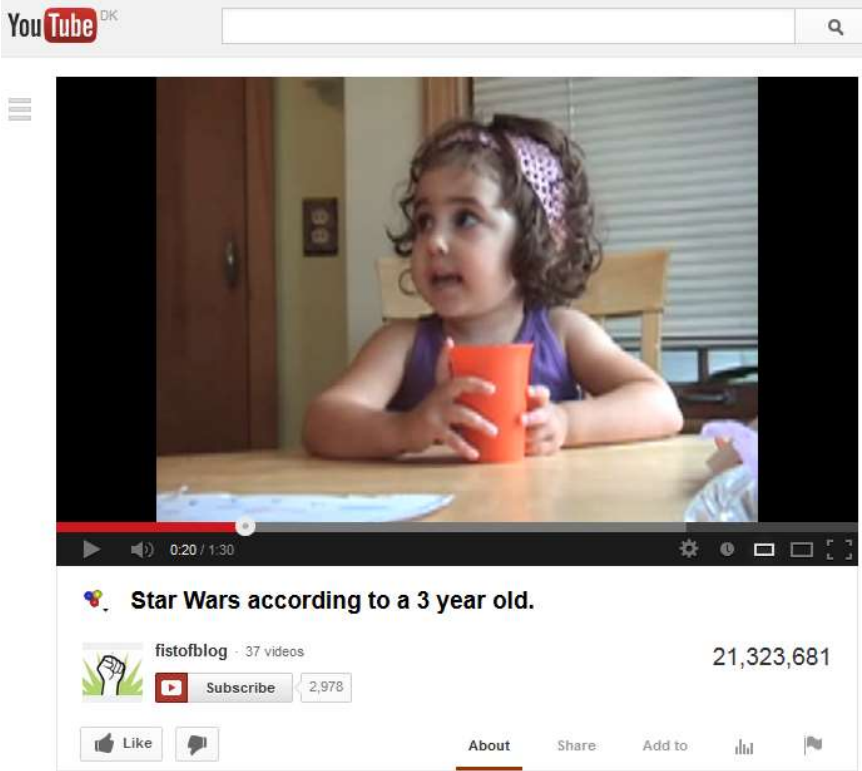 YouTube DK
0:20 / 1:30
Star Wars according to a 3 year old.
fistofblog · 37 videos
21,323,681
Subscribe 2,978
Like About Share Add to